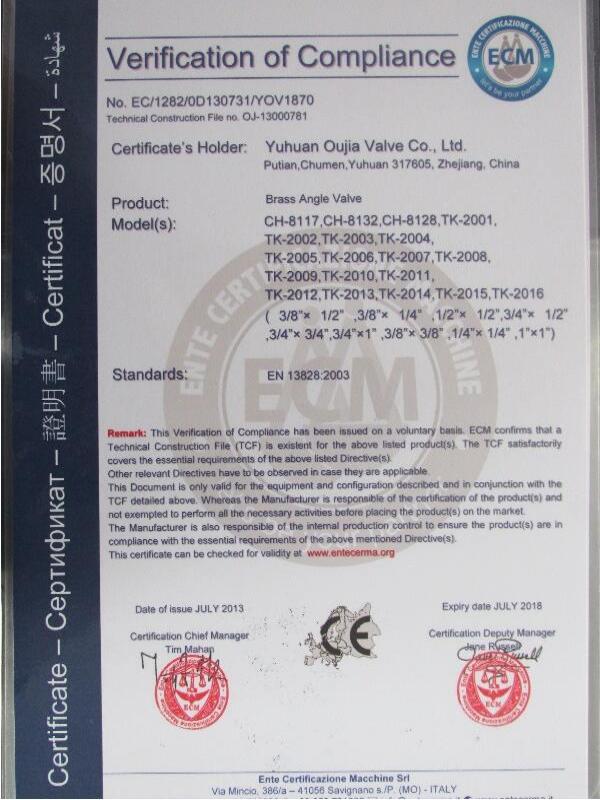 Certificate – Сертификат – 證明書 – Certificat – 증명서 – شهادة
Verification of Compliance
ENTE CERTIFICAZIONE MACCHINE
ECM
let's be your partner
No. EC/1282/0D130731/YOV1870
Technical Construction File no. OJ-13000781
Certificate's Holder: Yuhuan Oujia Valve Co., Ltd.
Putian,Chumen,Yuhuan 317605, Zhejiang, China
Product: Brass Angle Valve
Model(s): CH-8117,CH-8132,CH-8128,TK-2001,
TK-2002,TK-2003,TK-2004,
TK-2005,TK-2006,TK-2007,TK-2008,
TK-2009,TK-2010,TK-2011,
TK-2012,TK-2013,TK-2014,TK-2015,TK-2016
( 3/8"× 1/2" ,3/8"× 1/4" ,1/2"× 1/2",3/4"× 1/2"
,3/4"× 3/4",3/4"×1" ,3/8"× 3/8" ,1/4"× 1/4" ,1"×1")
ENTE CERTIFICAZIONE MACCHINE
ECM
Standards: EN 13828:2003
Remark: This Verification of Compliance has been issued on a voluntary basis. ECM confirms that a
Technical Construction File (TCF) is existent for the above listed product(s). The TCF satisfactorily
covers the essential requirements of the above listed Directive(s).
Other relevant Directives have to be observed in case they are applicable.
This Document is only valid for the equipment and configuration described and in conjunction with the
TCF detailed above. Whereas the Manufacturer is responsible of the certification of the product(s) and
not exempted to perform all the necessary activities before placing the product(s) on the market.
The Manufacturer is also responsible of the internal production control to ensure the product(s) are in
compliance with the essential requirements of the above mentioned Directive(s).
This certificate can be checked for validity at www.entecerma.org
Date of issue JULY 2013
Expiry date JULY 2018
Certification Chief Manager
Tim Mahan
CE
Certification Deputy Manager
Jane Russell
ECM
ECM
Ente Certificazione Macchine Srl
Via Mincio, 386/a – 41056 Savignano s/P. (MO) - ITALY